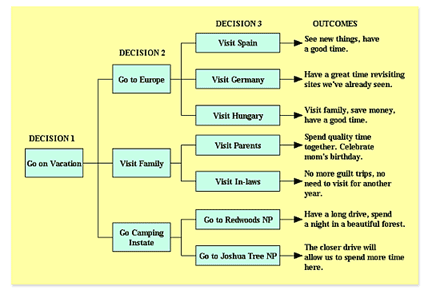 DECISION 3
OUTCOMES
DECISION 2
Visit Spain
See new things, have
a good time.
Go to Europe
Visit Germany
Have a great time revisiting
sites we've already seen.
Visit Hungary
Visit family, save money,
have a good time.
DECISION 1
Go on Vacation
Visit Family
Visit Parents
Spend quality time
together. Celebrate
mom's birthday.
Visit In-laws
No more guilt trips, no
need to visit for another
year.
Go Camping
Instate
Go to Redwoods NP
Have a long drive, spend
a night in a beautiful forest.
Go to Joshua Tree NP
The closer drive will
allow us to spend more time
here.